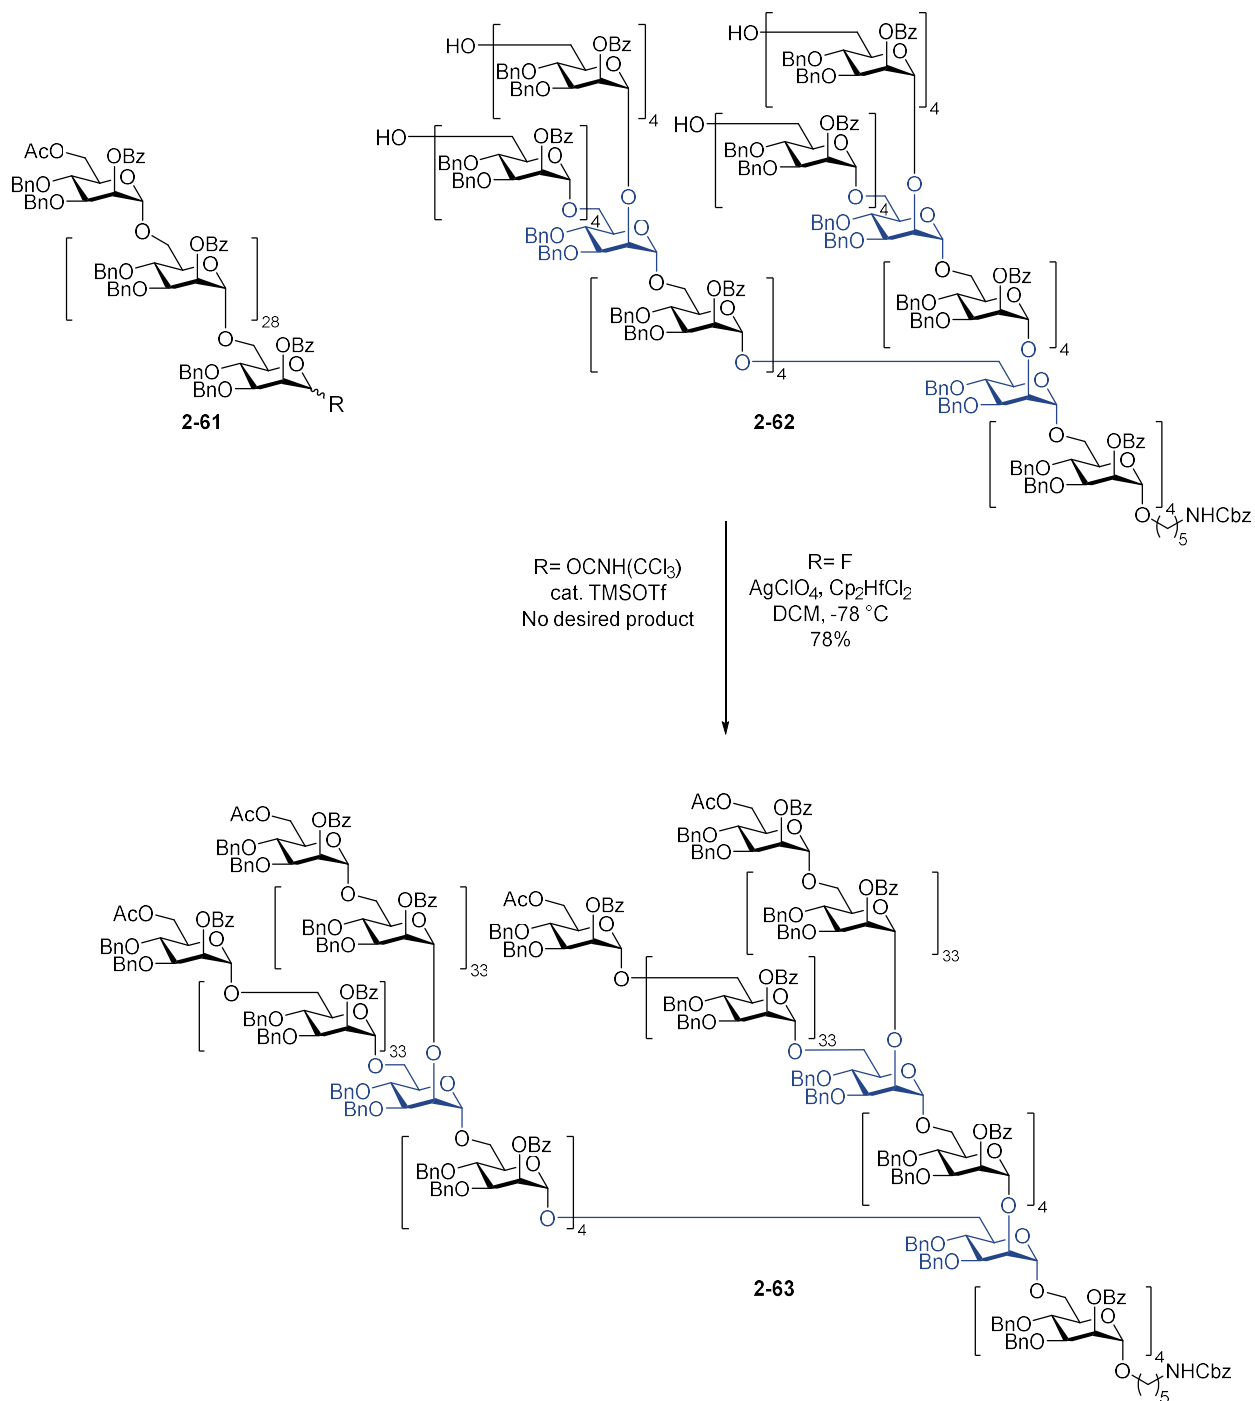 HO
OBz
O
BnO
BnO
4
HO
OBz
O
BnO
BnO
4
HO
OBz
O
BnO
BnO
O
4
HO
OBz
O
BnO
BnO
O
4
AcO
OBz
O
BnO
BnO
O
OBz
O
BnO
BnO
28
O
OBz
O
BnO
BnO
R
2-61
O
O
BnO
BnO
O
OBz
O
BnO
BnO
O
4
O
O
BnO
BnO
O
OBz
O
BnO
BnO
O
4
O
BnO
BnO
2-62
O
OBz
O
BnO
BnO
4
O
5
NHCbz
R= OCNH(CCl3)
cat. TMSOTf
No desired product
R= F
AgClO4, Cp2HfCl2
DCM, -78 °C
78%
AcO
OBz
O
BnO
BnO
O
OBz
O
BnO
BnO
33
AcO
OBz
O
BnO
BnO
O
OBz
O
BnO
BnO
33
O
AcO
OBz
O
BnO
BnO
O
OBz
O
BnO
BnO
33
AcO
OBz
O
BnO
BnO
O
OBz
O
BnO
BnO
33
O
O
O
BnO
BnO
O
OBz
O
BnO
BnO
O
4
O
O
BnO
BnO
O
OBz
O
BnO
BnO
4
O
O
BnO
BnO
2-63
O
OBz
O
BnO
BnO
4
O
5
NHCbz